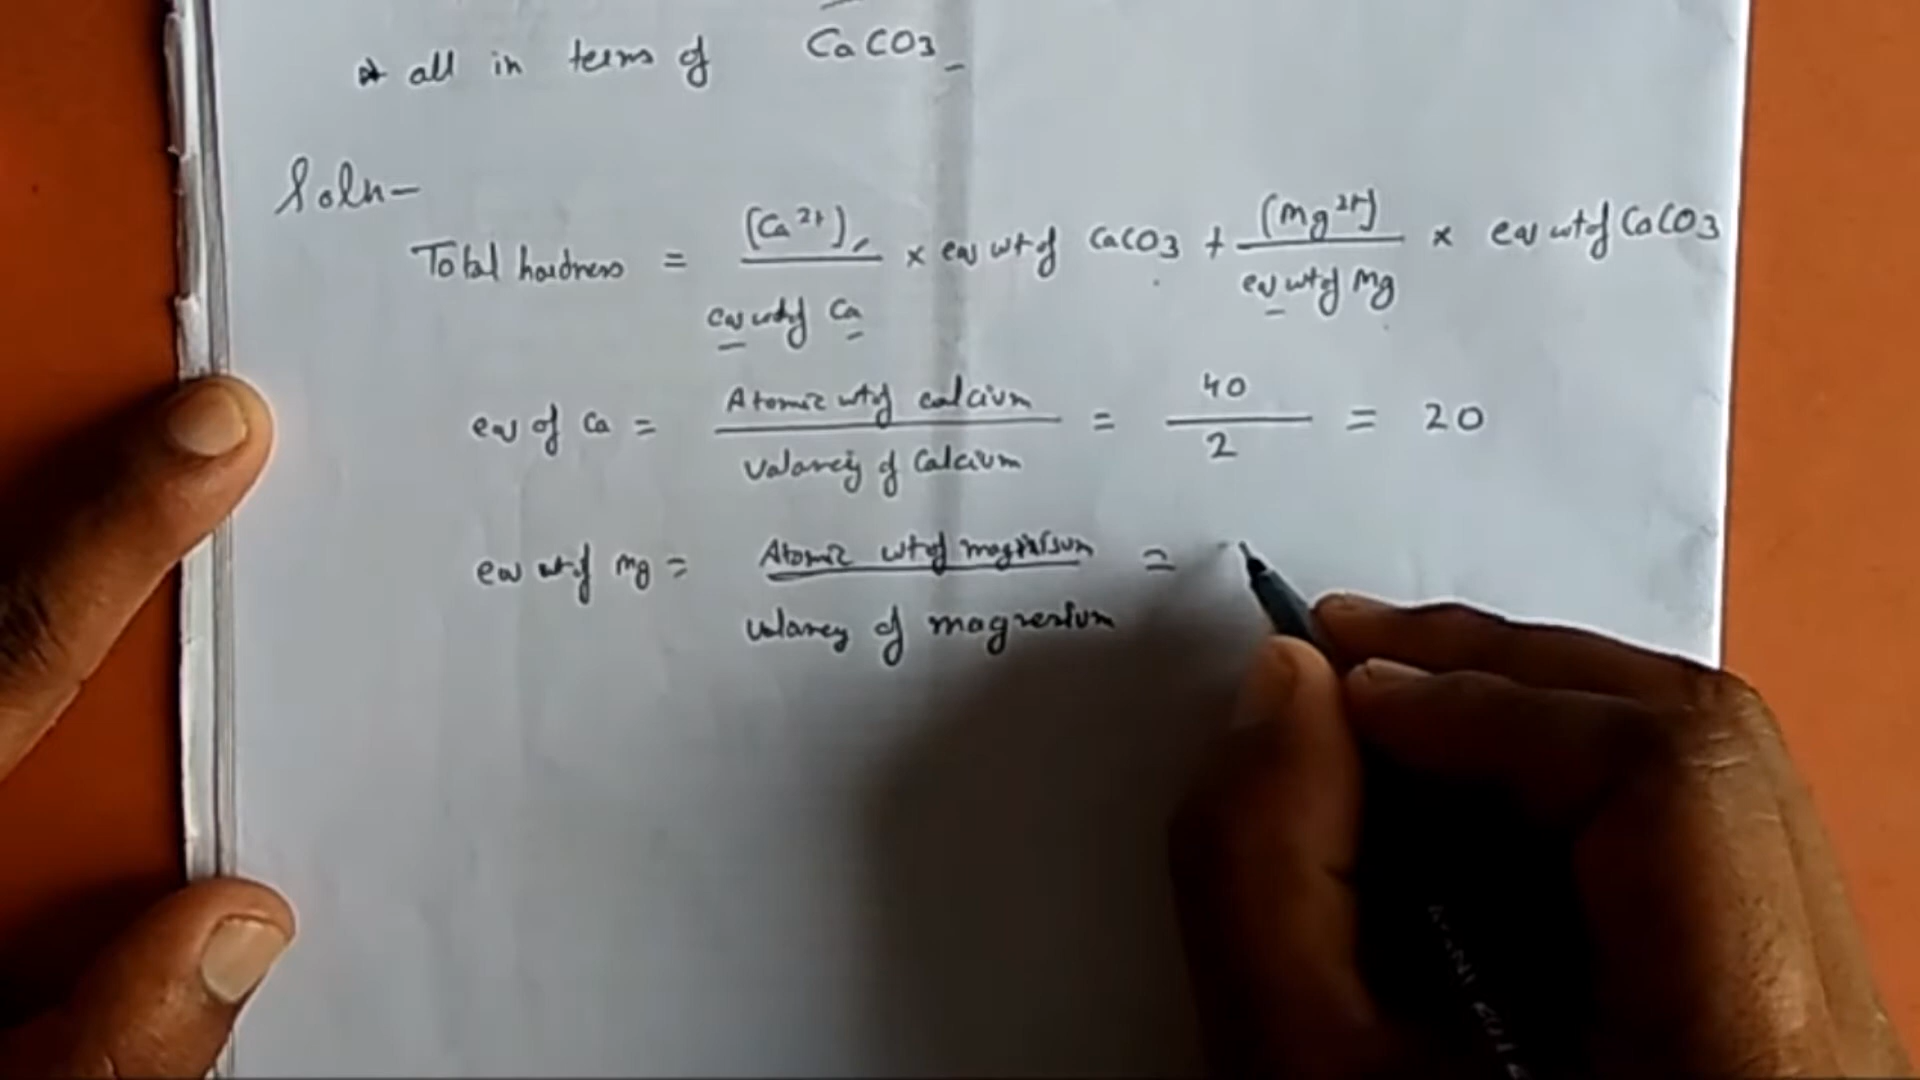 all in terms of CaCO3
Soln-
Total hardness = (Ca2+) / eq wt of Ca × eq wt of CaCO3 + (Mg2+) / eq wt of Mg × eq wt of CaCO3
eq of Ca = Atomic wt of calcium / Valancy of Calcium = 40 / 2 = 20
eq wt of Mg = Atomic wt of magnesium / valancy of magnesium =